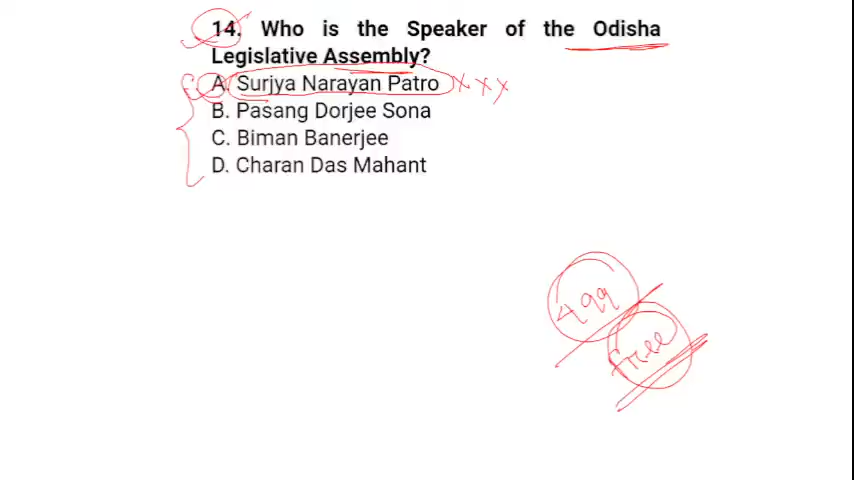 14. Who is the Speaker of the Odisha
Legislative Assembly?
A. Surjya Narayan Patro x x x
B. Pasang Dorjee Sona
C. Biman Banerjee
D. Charan Das Mahant
499
free